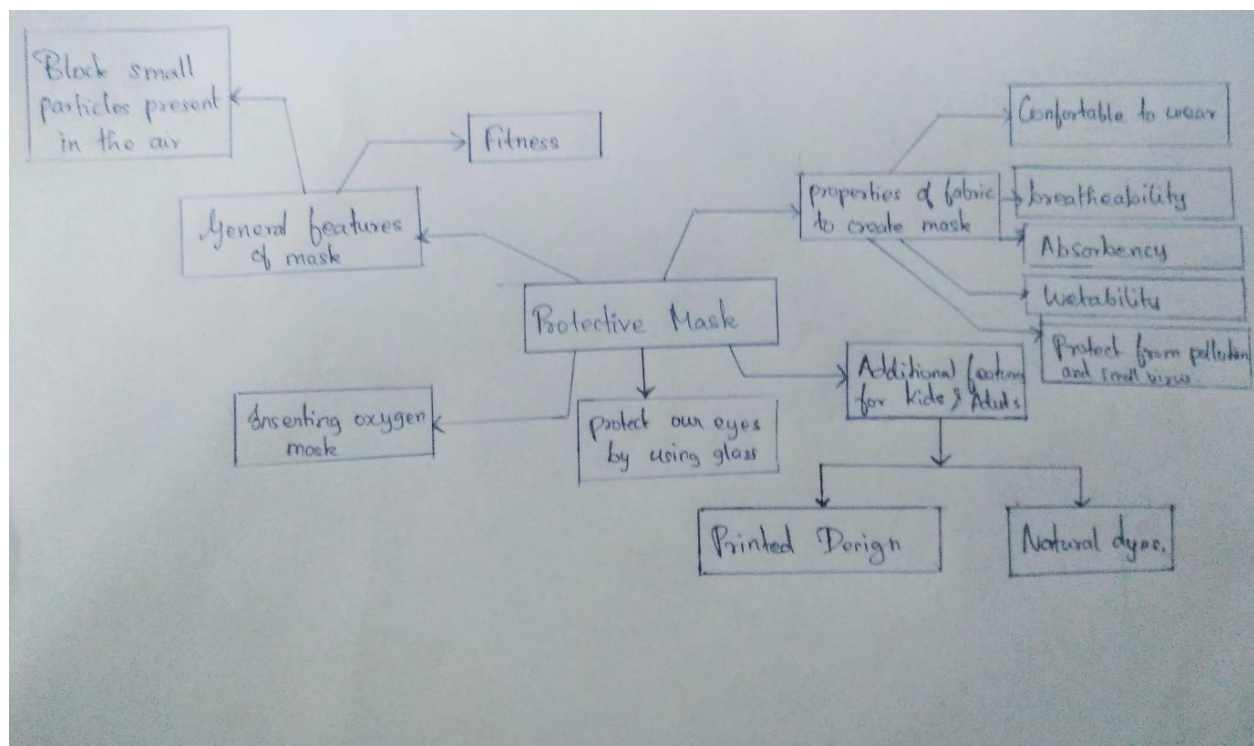 Block small
particles present
in the air
Fitness
General features
of mask
Protective Mask
properties of fabric
to create mask
Confortable to wear
breatheability
Absorbency
Wetability
Protect from pollution
and small virus.
Additional
for kids & Adults
Inserting oxygen
mask
protect our eyes
by using glass
Printed Design
Natural dyes.